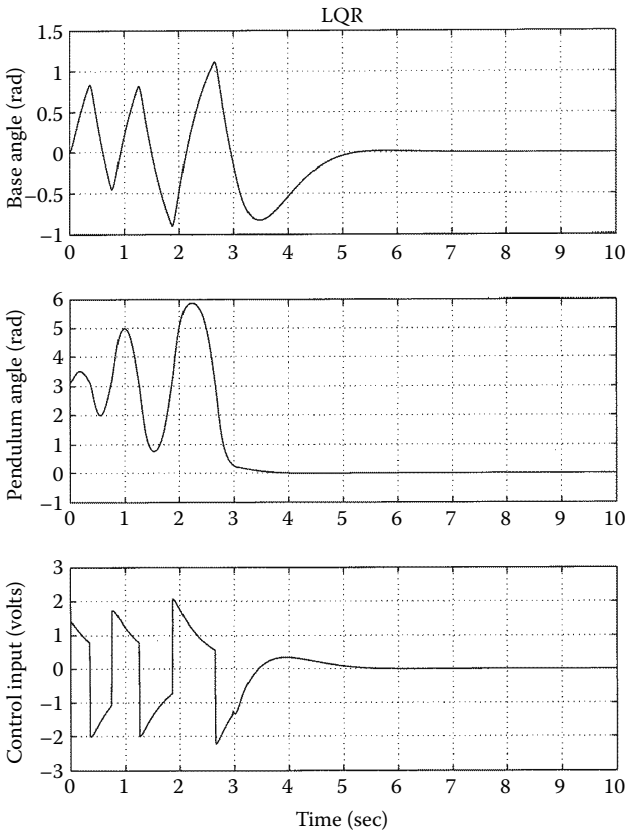 LQR
Base angle (rad)
1.5
1
0.5
0
−0.5
−1
0 1 2 3 4 5 6 7 8 9 10
Pendulum angle (rad)
6
5
4
3
2
1
0
−1
0 1 2 3 4 5 6 7 8 9 10
Control input (volts)
3
2
1
0
−1
−2
−3
0 1 2 3 4 5 6 7 8 9 10
Time (sec)